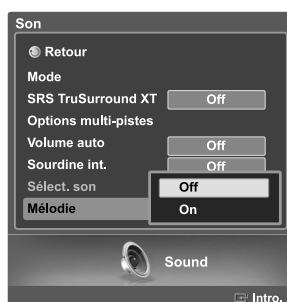 Son
Retour
Mode
SRS TruSurround XT Off
Options multi-pistes
Volume auto Off
Sourdine int. Off
Sélect. son Off
Mélodie On
Sound
Intro.